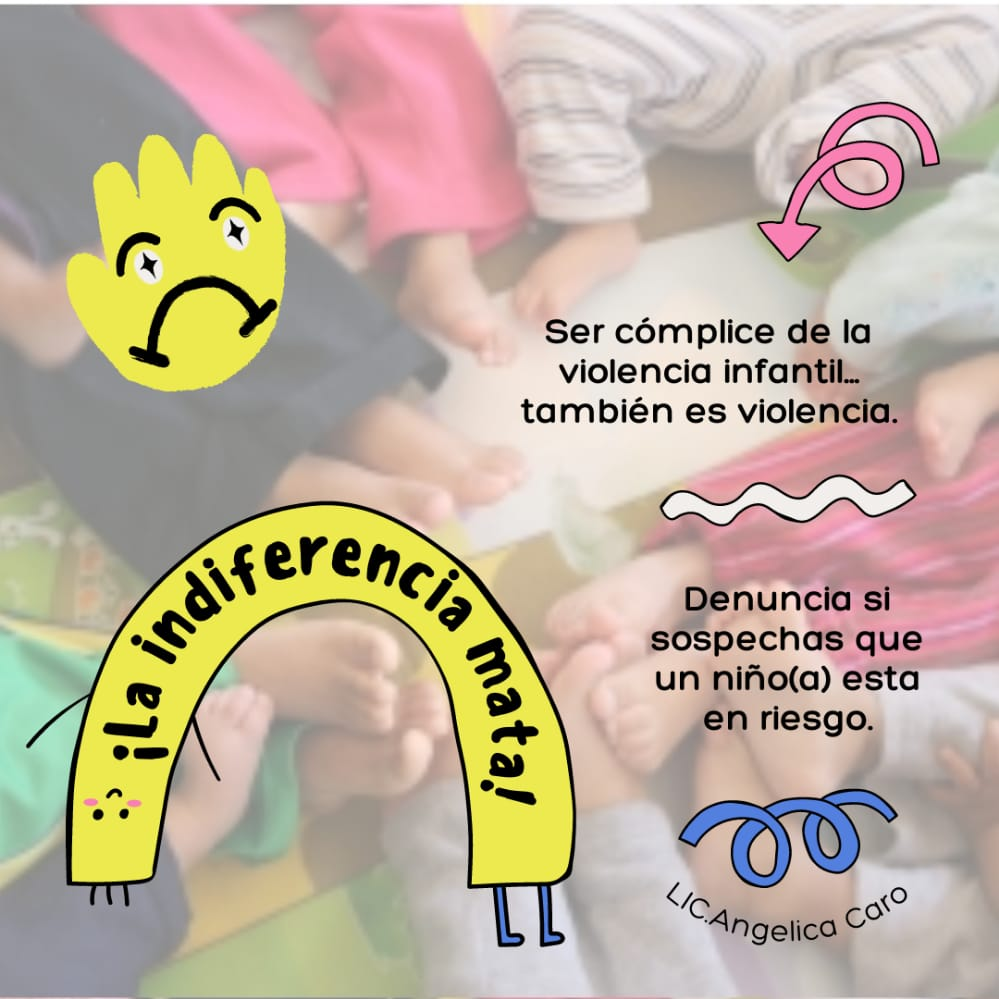 Ser cómplice de la
violencia infantil...
también es violencia.
¡La indiferencia mata!
Denuncia si
sospechas que
un niño(a) esta
en riesgo.
LIC.Angelica Caro